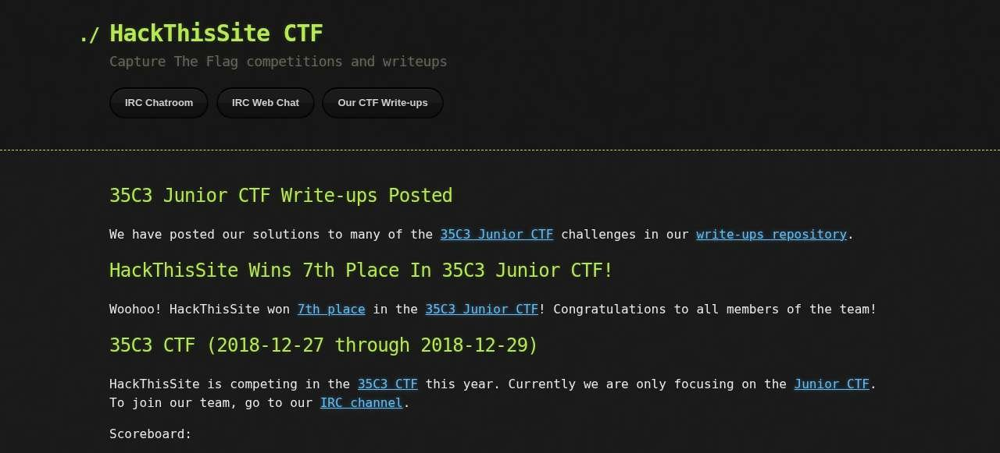 ./ HackThisSite CTF
Capture The Flag competitions and writeups
IRC Chatroom IRC Web Chat Our CTF Write-ups
35C3 Junior CTF Write-ups Posted
We have posted our solutions to many of the 35C3 Junior CTF challenges in our write-ups repository.
HackThisSite Wins 7th Place In 35C3 Junior CTF!
Woohoo! HackThisSite won 7th place in the 35C3 Junior CTF! Congratulations to all members of the team!
35C3 CTF (2018-12-27 through 2018-12-29)
HackThisSite is competing in the 35C3 CTF this year. Currently we are only focusing on the Junior CTF.
To join our team, go to our IRC channel.
Scoreboard: